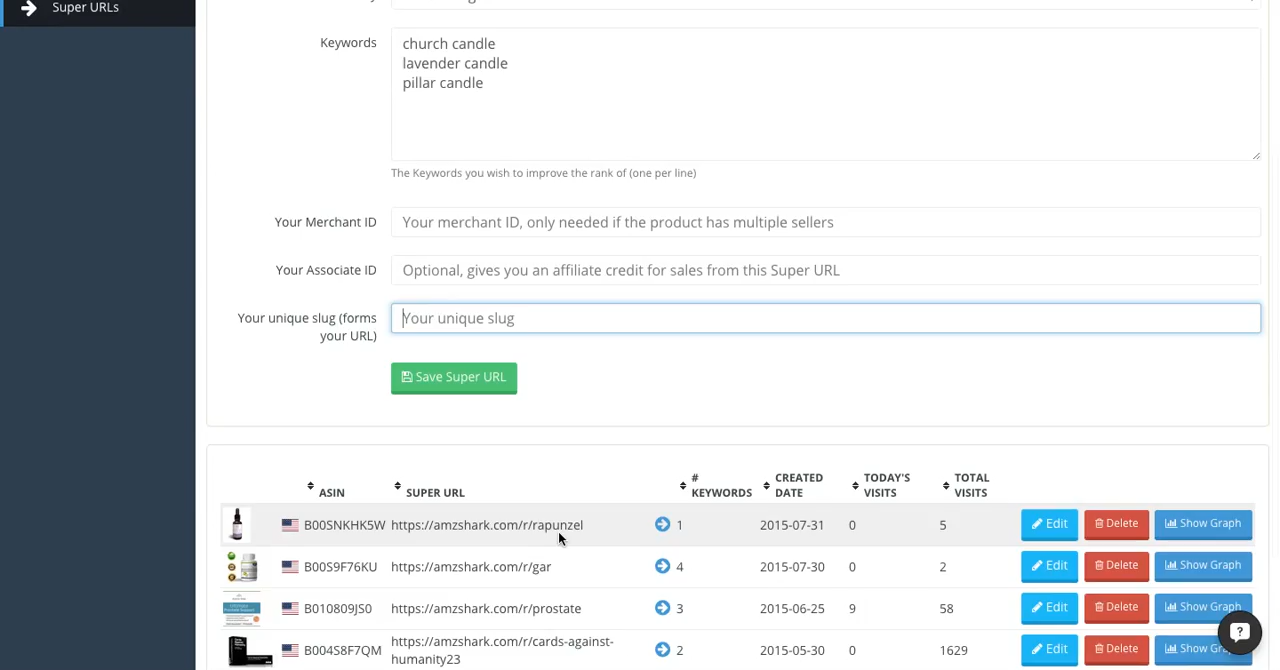 Super URLs
Keywords
church candle
lavender candle
pillar candle
The Keywords you wish to improve the rank of (one per line)
Your Merchant ID
Your merchant ID, only needed if the product has multiple sellers
Your Associate ID
Optional, gives you an affiliate credit for sales from this Super URL
Your unique slug (forms
your URL)
Your unique slug
Save Super URL
ASIN
SUPER URL
#
KEYWORDS
CREATED
DATE
TODAY'S
VISITS
TOTAL
VISITS
B00SNKHK5W https://amzshark.com/r/rapunzel 1 2015-07-31 0 5 Edit Delete Show Graph
B00S9F76KU https://amzshark.com/r/gar 4 2015-07-30 0 2 Edit Delete Show Graph
B010809JS0 https://amzshark.com/r/prostate 3 2015-06-25 9 58 Edit Delete Show Graph
B004S8F7QM https://amzshark.com/r/cards-against-
humanity23 2 2015-05-30 0 1629 Edit Delete Show